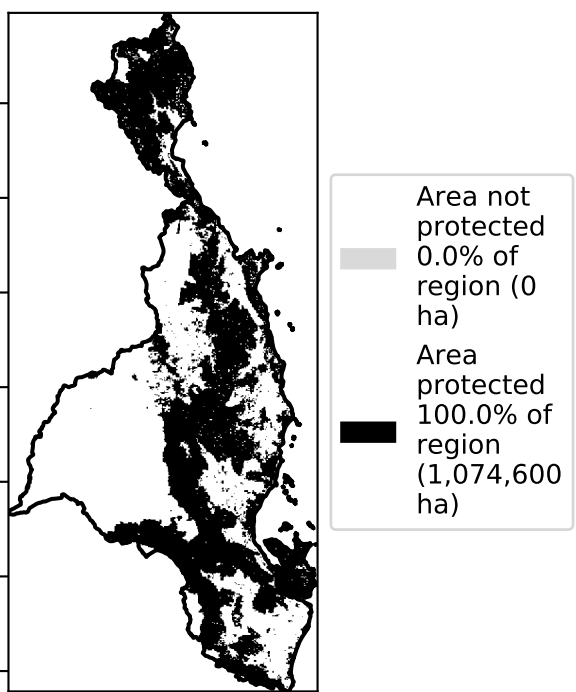 Area not
protected
0.0% of
region (0
ha)
Area
protected
100.0% of
region
(1,074,600
ha)